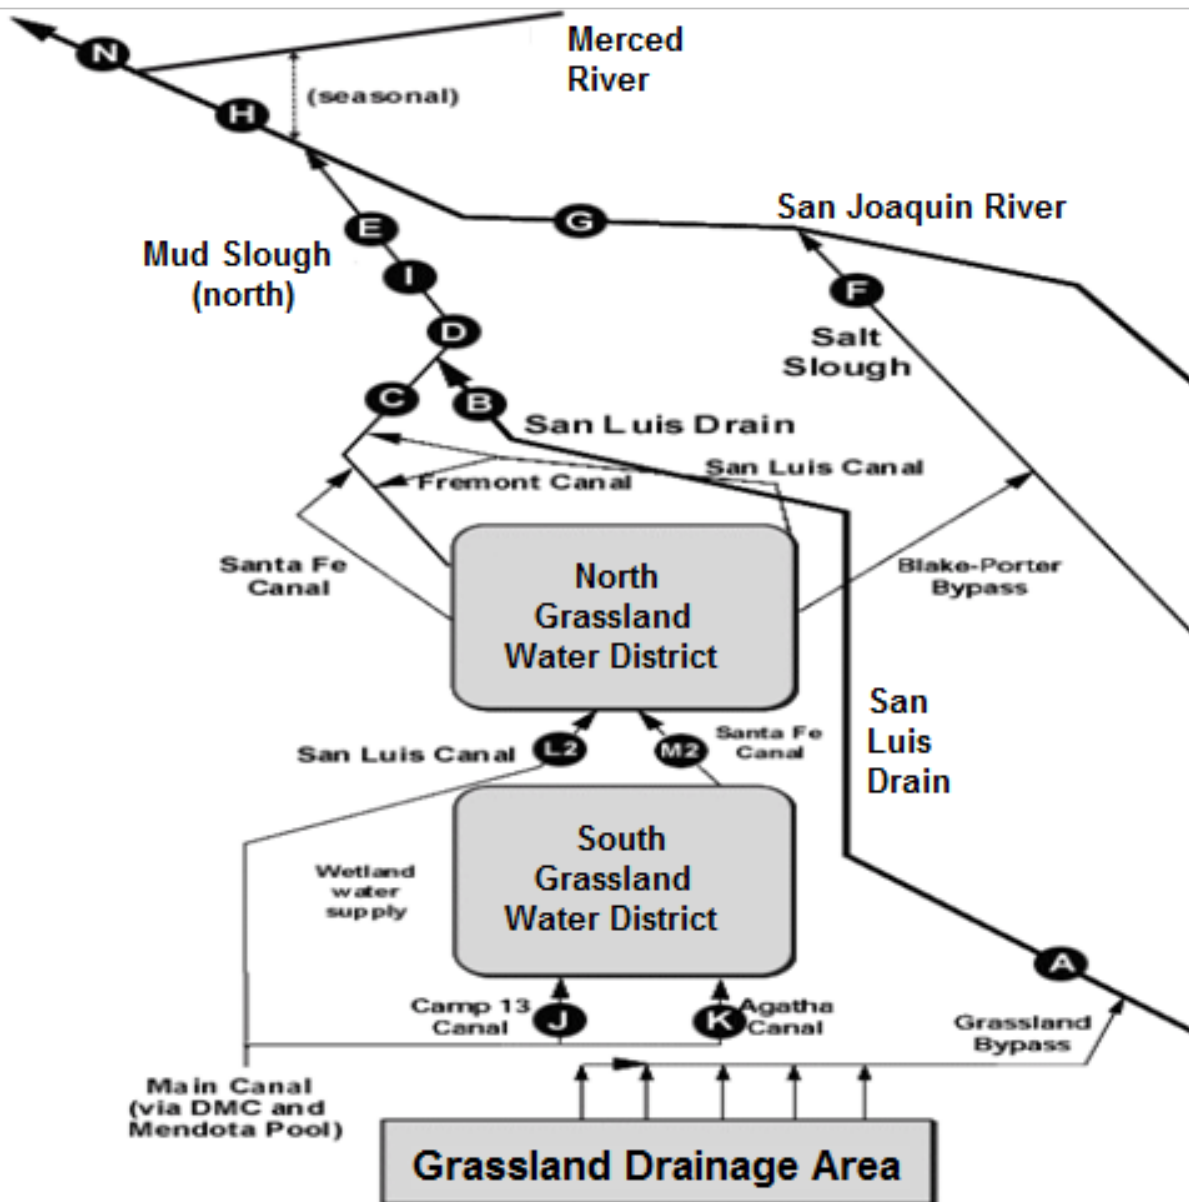 Merced
River
N
(seasonal)
H
San Joaquin River
G
E
Mud Slough
(north)
I
F
D
Salt
Slough
C
B
San Luis Drain
San Luis Canal
Fremont Canal
Santa Fe
Canal
North
Grassland
Water District
Blake-Porter
Bypass
San
Luis
Drain
San Luis Canal
L2
M2
Santa Fe
Canal
South
Grassland
Water District
Wetland
water
supply
A
Camp 13
Canal
J
K
Agatha
Canal
Grassland
Bypass
Main Canal
(via DMC and
Mendota Pool)
Grassland Drainage Area